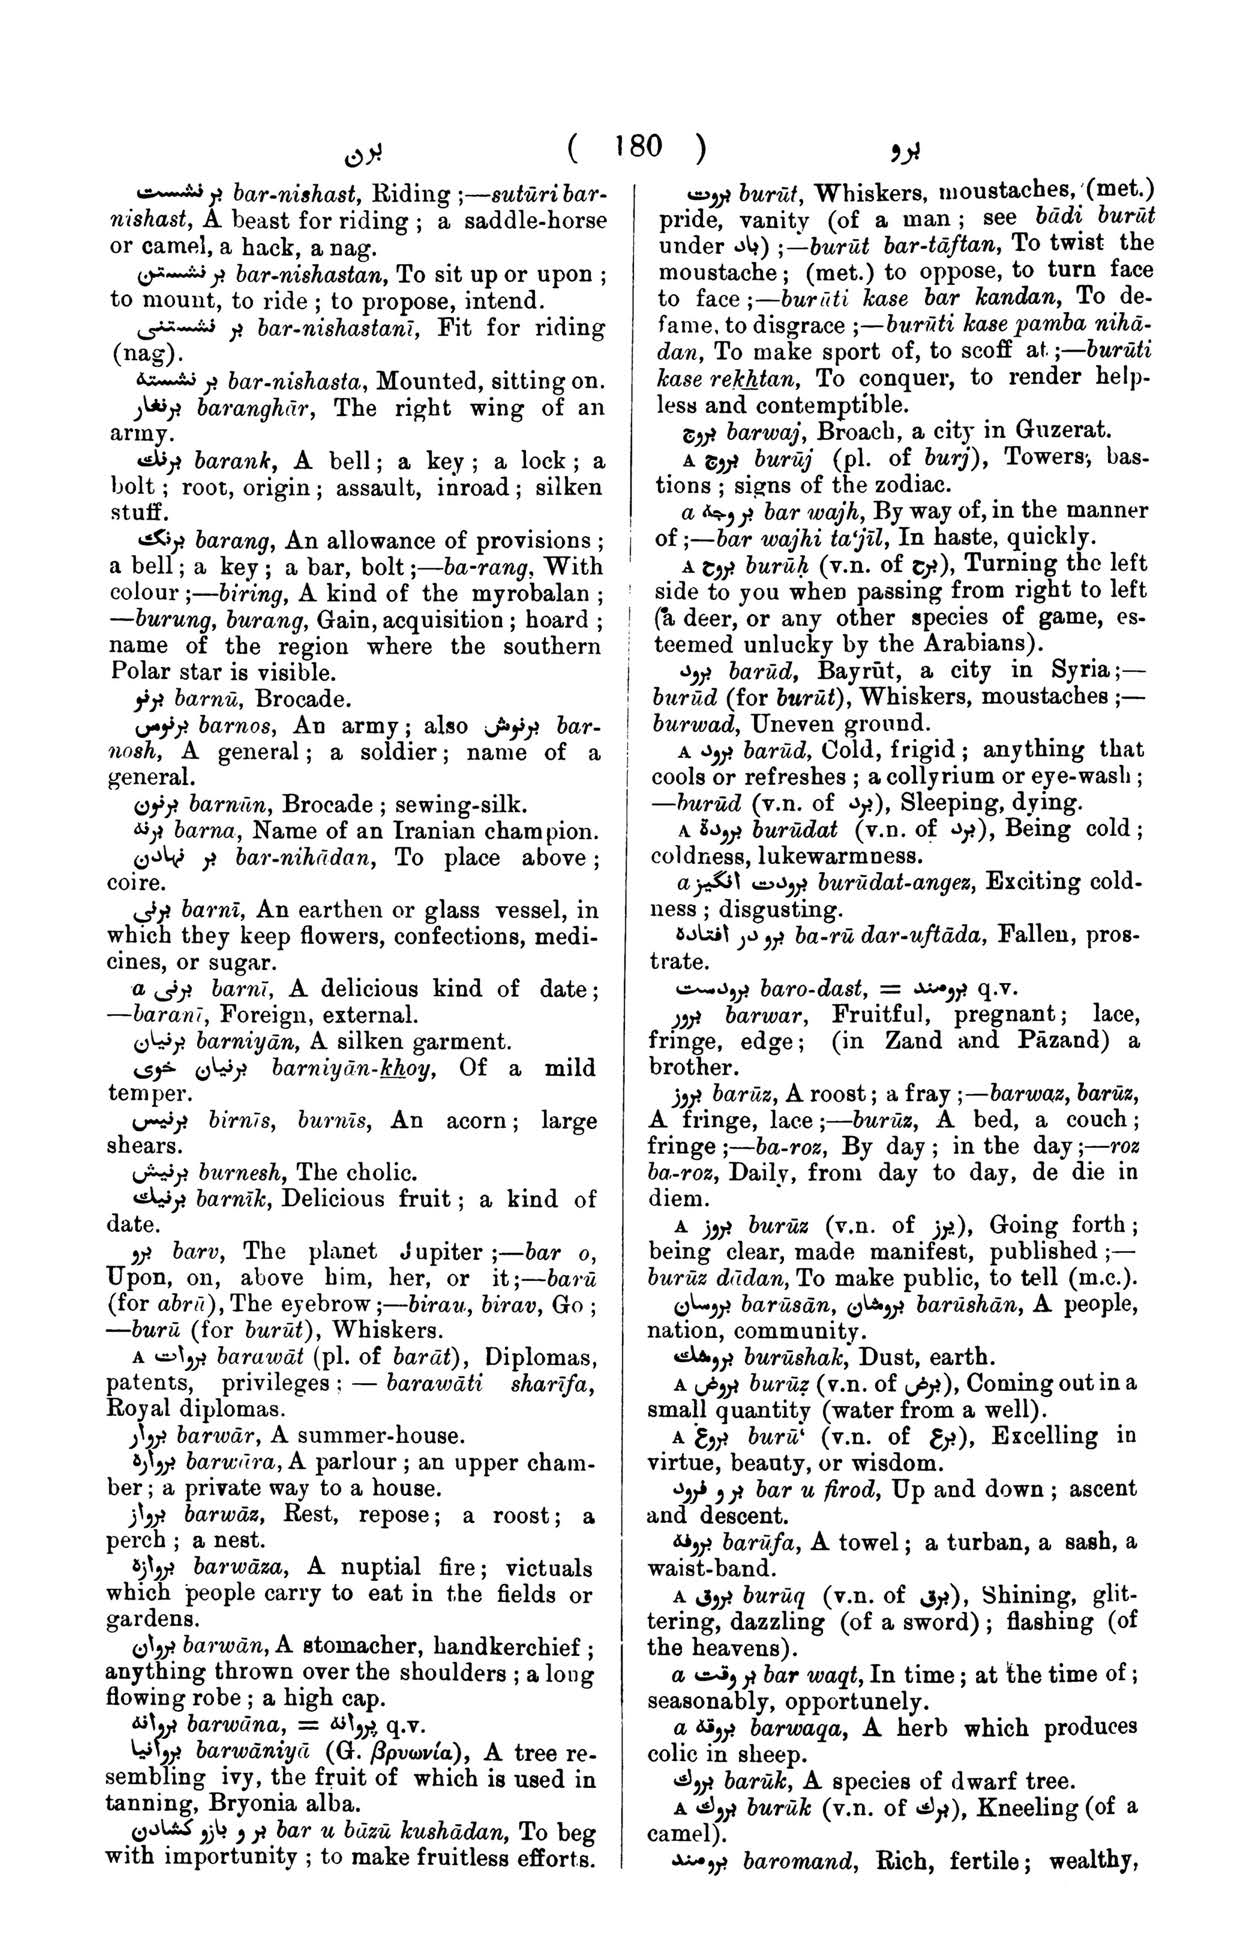 برن ( 180 ) برو
بر نشست bar-nishast, Riding ;—sutūri bar-
nishast, A beast for riding ; a saddle-horse
or camel, a hack, a nag.
بر نشستن bar-nishastan, To sit up or upon ;
to mount, to ride ; to propose, intend.
بر نشستنی bar-nishastanī, Fit for riding
(nag).
بر نشسته bar-nishasta, Mounted, sitting on.
برنغار baranghār, The right wing of an
army.
برنك barank, A bell ; a key ; a lock ; a
bolt ; root, origin ; assault, inroad ; silken
stuff.
برنگ barang, An allowance of provisions ;
a bell ; a key ; a bar, bolt ;—ba-rang, With
colour ;—biring, A kind of the myrobalan ;
—burung, burang, Gain, acquisition ; hoard ;
name of the region where the southern
Polar star is visible.
برنو barnū, Brocade.
برنوس barnos, An army ; also برنوش bar-
nosh, A general ; a soldier ; name of a
general.
برنون barnūn, Brocade ; sewing-silk.
برنه barna, Name of an Iranian champion.
بر نهادن bar-nihādan, To place above ;
coire.
برنی barnī, An earthen or glass vessel, in
which they keep flowers, confections, medi-
cines, or sugar.
a برنی barnī, A delicious kind of date ;
—baranī, Foreign, external.
برنیان barniyān, A silken garment.
برنیان خوی barniyān-khoy, Of a mild
temper.
برنیس birnīs, burnīs, An acorn ; large
shears.
برنیش burnesh, The cholic.
برنیك barnīk, Delicious fruit ; a kind of
date.
برو barv, The planet Jupiter ;—bar o,
Upon, on, above him, her, or it ;—barū
(for abrū), The eyebrow ;—birau, birav, Go ;
—burū (for burūt), Whiskers.
A بروات barawāt (pl. of barāt), Diplomas,
patents, privileges ; — barawāti sharīfa,
Royal diplomas.
بروار barwār, A summer-house.
برواره barwāra, A parlour ; an upper cham-
ber ; a private way to a house.
برواز barwāz, Rest, repose ; a roost ; a
perch ; a nest.
بروازه barwāza, A nuptial fire ; victuals
which people carry to eat in the fields or
gardens.
بروان barwān, A stomacher, handkerchief ;
anything thrown over the shoulders ; a long
flowing robe ; a high cap.
بروانه barwāna, = پروانه q.v.
بروانیا barwāniyā (G. βρυωνία), A tree re-
sembling ivy, the fruit of which is used in
tanning, Bryonia alba.
بر و بازو کشادن bar u bāzū kushādan, To beg
with importunity ; to make fruitless efforts.
بروت burūt, Whiskers, moustaches, (met.)
pride, vanity (of a man ; see bādi burūt
under باد) ;—burūt bar-tāftan, To twist the
moustache ; (met.) to oppose, to turn face
to face ;—burūti kase bar kandan, To de-
fame, to disgrace ;—burūti kase pamba nihā-
dan, To make sport of, to scoff at ;—burūti
kase rekhtan, To conquer, to render help-
less and contemptible.
بروج barwaj, Broach, a city in Guzerat.
A بروج burūj (pl. of burj), Towers, bas-
tions ; signs of the zodiac.
a بر وجه bar wajh, By way of, in the manner
of ;—bar wajhi ta‘jīl, In haste, quickly.
A بروح burūḥ (v.n. of برح), Turning the left
side to you when passing from right to left
(a deer, or any other species of game, es-
teemed unlucky by the Arabians).
برود barūd, Bayrūt, a city in Syria ;—
burūd (for burūt), Whiskers, moustaches ;—
burwad, Uneven ground.
A برود barūd, Cold, frigid ; anything that
cools or refreshes ; a collyrium or eye-wash ;
—burūd (v.n. of برد), Sleeping, dying.
A برودة burūdat (v.n. of برد), Being cold ;
coldness, lukewarmness.
a برودت انگیز burūdat-angez, Exciting cold-
ness ; disgusting.
برو در افتاده ba-rū dar-uftāda, Fallen, pros-
trate.
برودست baro-dast, = برومند q.v.
برور barwar, Fruitful, pregnant ; lace,
fringe, edge ; (in Zand and Pāzand) a
brother.
بروز barūz, A roost ; a fray ;—barwaz, barūz,
A fringe, lace ;—burūz, A bed, a couch ;
fringe ;—ba-roz, By day ; in the day ;—roz
ba-roz, Daily, from day to day, de die in
diem.
A بروز burūz (v.n. of برز), Going forth ;
being clear, made manifest, published ;—
burūz dādan, To make public, to tell (m.c.).
بروسان barūsān, بروشان barūshān, A people,
nation, community.
بروشك burūshak, Dust, earth.
A بروض burūẓ (v.n. of برض), Coming out in a
small quantity (water from a well).
A بروع burū‘ (v.n. of برع), Excelling in
virtue, beauty, or wisdom.
بر و فرود bar u firod, Up and down ; ascent
and descent.
بروفه barūfa, A towel ; a turban, a sash, a
waist-band.
A بروق burūq (v.n. of برق), Shining, glit-
tering, dazzling (of a sword) ; flashing (of
the heavens).
a بر وقت bar waqt, In time ; at the time of ;
seasonably, opportunely.
a بروقه barwaqa, A herb which produces
colic in sheep.
بروك barūk, A species of dwarf tree.
A بروك burūk (v.n. of برك), Kneeling (of a
camel).
برومند baromand, Rich, fertile ; wealthy,